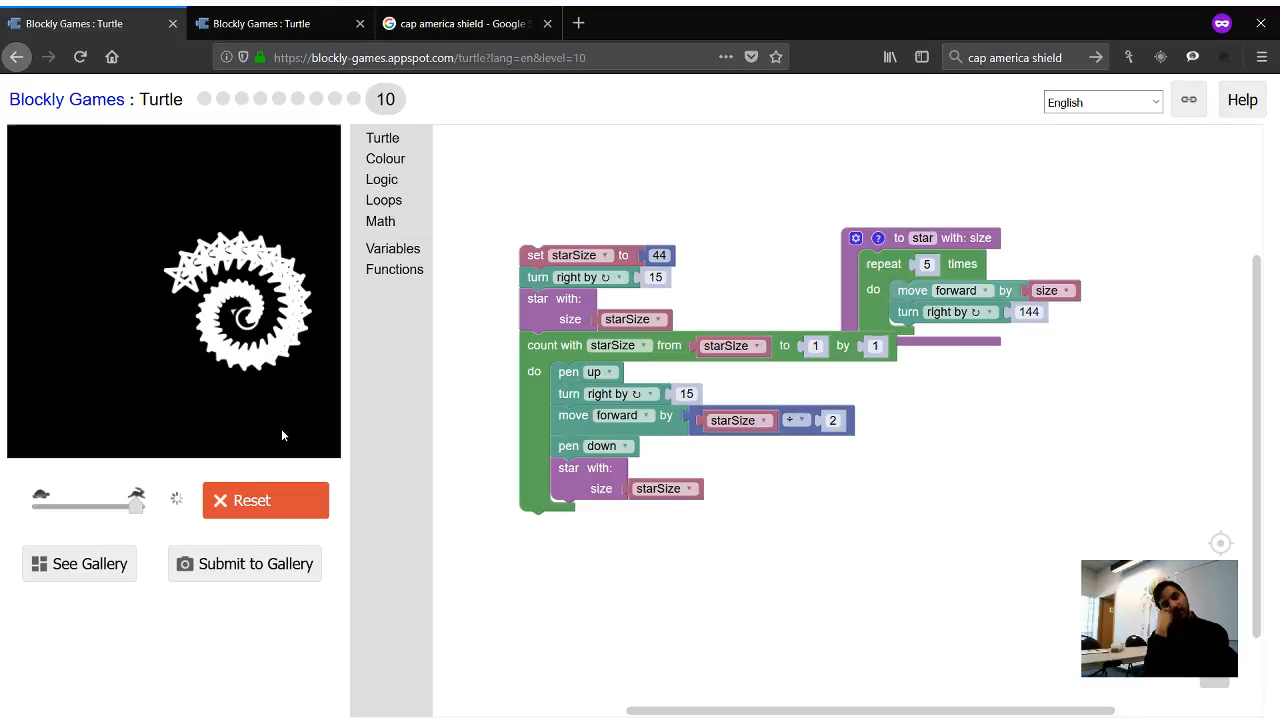 Blockly Games : Turtle
Blockly Games : Turtle
cap america shield - Google S
https://blockly-games.appspot.com/turtle?lang=en&level=10
cap america shield
Blockly Games : Turtle
10
English
Help
Turtle
Colour
Logic
Loops
Math
Variables
Functions
set starSize to 44
turn right by ↻ 15
star with:
size starSize
count with starSize from starSize to 1 by 1
do pen up
turn right by ↻ 15
move forward by starSize ÷ 2
pen down
star with:
size starSize
? to star with: size
repeat 5 times
do move forward by size
turn right by ↻ 144
Reset
See Gallery
Submit to Gallery